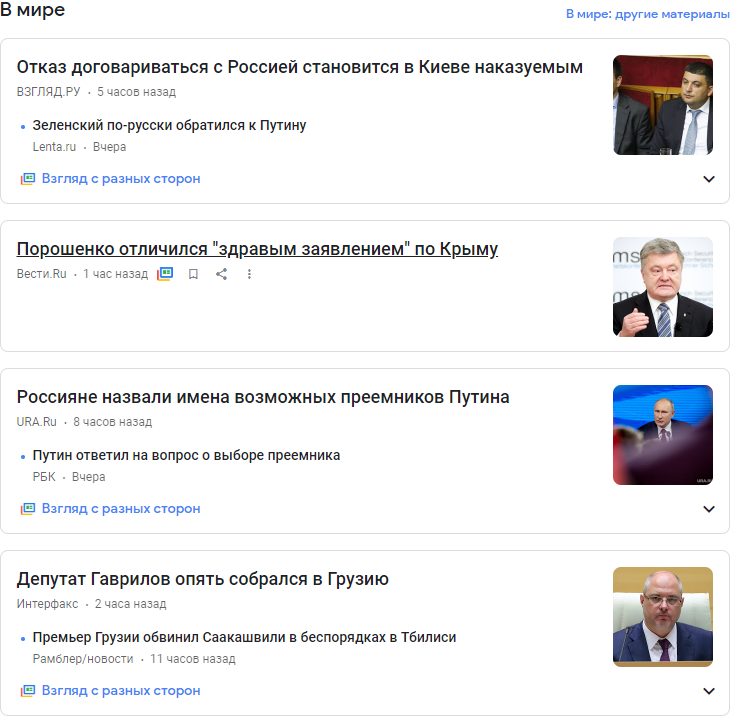 В мире
В мире: другие материалы
Отказ договариваться с Россией становится в Киеве наказуемым
ВЗГЛЯД.РУ · 5 часов назад
• Зеленский по-русски обратился к Путину
Lenta.ru · Вчера
Взгляд с разных сторон
Порошенко отличился "здравым заявлением" по Крыму
Вести.Ru · 1 час назад
Россияне назвали имена возможных преемников Путина
URA.Ru · 8 часов назад
• Путин ответил на вопрос о выборе преемника
РБК · Вчера
Взгляд с разных сторон
Депутат Гаврилов опять собрался в Грузию
Интерфакс · 2 часа назад
• Премьер Грузии обвинил Саакашвили в беспорядках в Тбилиси
Рамблер/новости · 11 часов назад
Взгляд с разных сторон